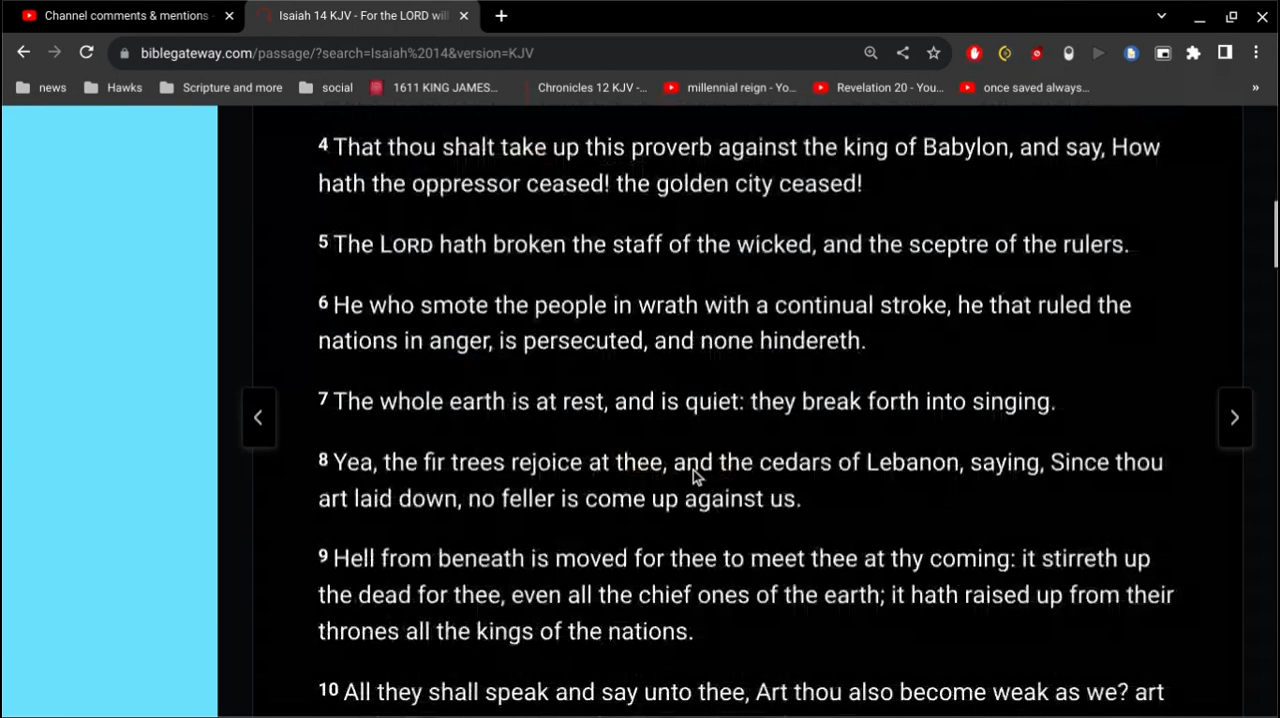 Channel comments & mentions
Isaiah 14 KJV - For the LORD wil
biblegateway.com/passage/?search=Isaiah%2014&version=KJV
news Hawks Scripture and more social 1611 KING JAMES... Chronicles 12 KJV -... millennial reign - Yo... Revelation 20 - You... once saved always... »
4 That thou shalt take up this proverb against the king of Babylon, and say, How
hath the oppressor ceased! the golden city ceased!
5 The LORD hath broken the staff of the wicked, and the sceptre of the rulers.
6 He who smote the people in wrath with a continual stroke, he that ruled the
nations in anger, is persecuted, and none hindereth.
7 The whole earth is at rest, and is quiet: they break forth into singing.
8 Yea, the fir trees rejoice at thee, and the cedars of Lebanon, saying, Since thou
art laid down, no feller is come up against us.
9 Hell from beneath is moved for thee to meet thee at thy coming: it stirreth up
the dead for thee, even all the chief ones of the earth; it hath raised up from their
thrones all the kings of the nations.
10 All they shall speak and say unto thee, Art thou also become weak as we? art